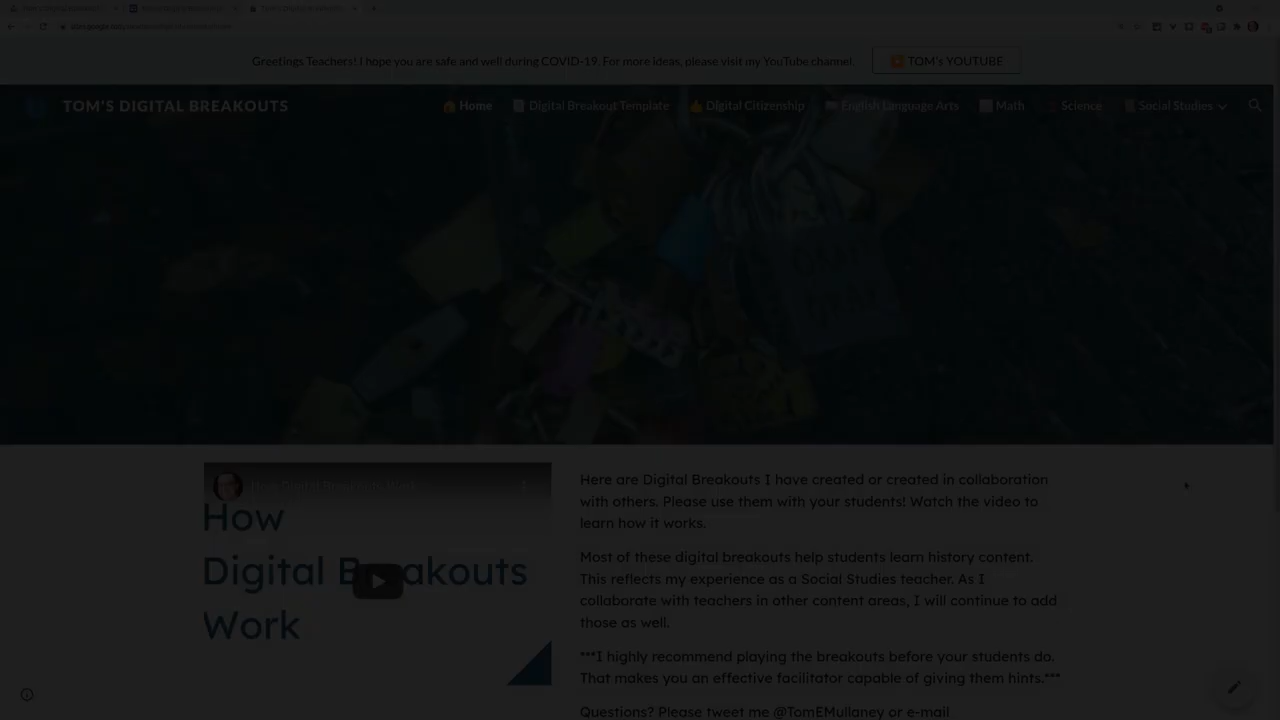 Greetings Teachers! I hope you are safe and well during COVID-19. For more ideas, please visit my YouTube channel.
TOM's YOUTUBE
TOM'S DIGITAL BREAKOUTS
Home
Digital Breakout Template
Digital Citizenship
English Language Arts
Math
Science
Social Studies
How Digital Breakouts Work
How
Digital Breakouts
Work
Here are Digital Breakouts I have created or created in collaboration
with others. Please use them with your students! Watch the video to
learn how it works.
Most of these digital breakouts help students learn history content.
This reflects my experience as a Social Studies teacher. As I
collaborate with teachers in other content areas, I will continue to add
those as well.
***I highly recommend playing the breakouts before your students do.
That makes you an effective facilitator capable of giving them hints.***
Questions? Please tweet me @TomEMullaney or e-mail